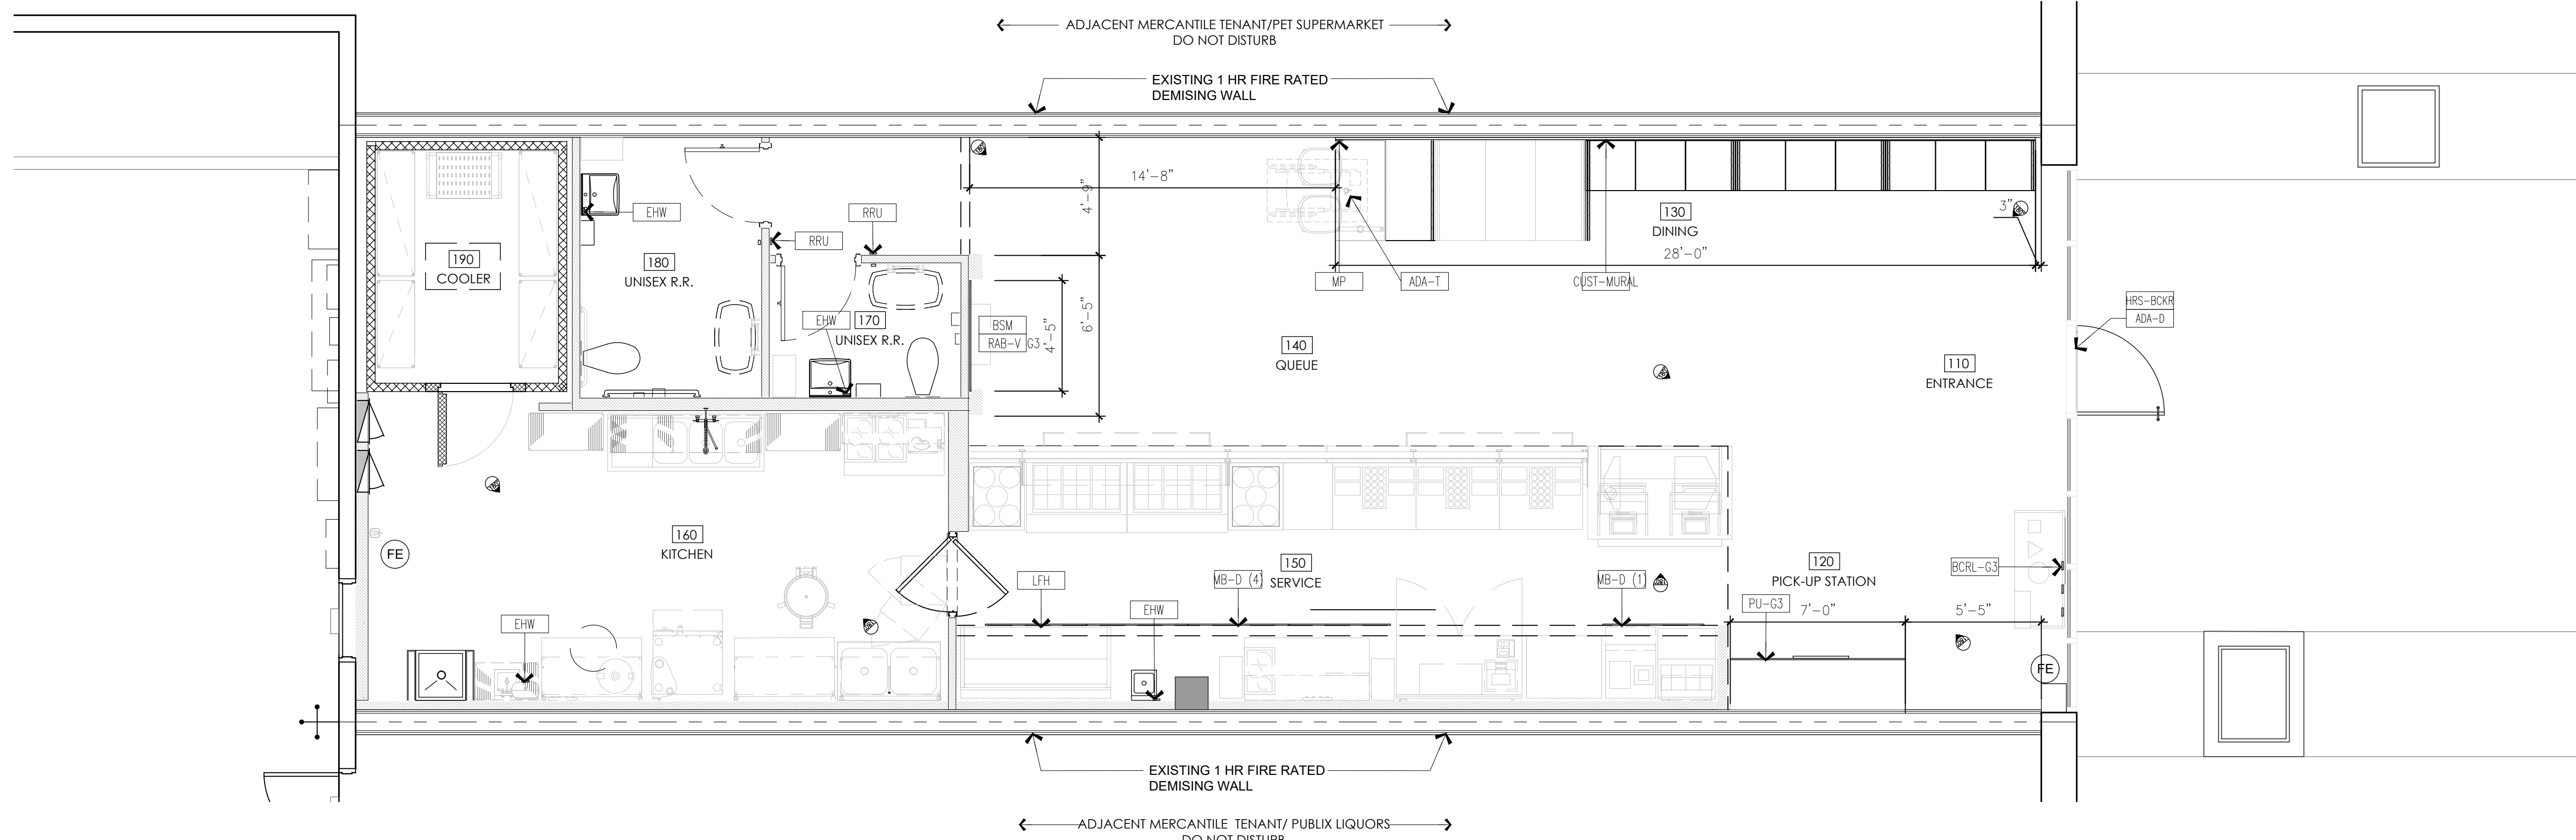 ADJACENT MERCANTILE TENANT/PET SUPERMARKET
DO NOT DISTURB
EXISTING 1 HR FIRE RATED
DEMISING WALL
14'-8"
4'-9"
EHW
RRU
RRU
130
DINING
3"
28'-0"
190
COOLER
180
UNISEX R.R.
MP
ADA-T
CUST-MURAL
HRS-BCKR
ADA-D
EHW
170
UNISEX R.R.
BSM
RAB-V G3
4'-5"
6'-5"
140
QUEUE
110
ENTRANCE
160
KITCHEN
FE
150
SERVICE
LFH
MB-D (4)
MB-D (1)
120
PICK-UP STATION
BCRL-G3
EHW
EHW
PU-G3
7'-0"
5'-5"
FE
EXISTING 1 HR FIRE RATED
DEMISING WALL
ADJACENT MERCANTILE TENANT/ PUBLIX LIQUORS
DO NOT DISTURB